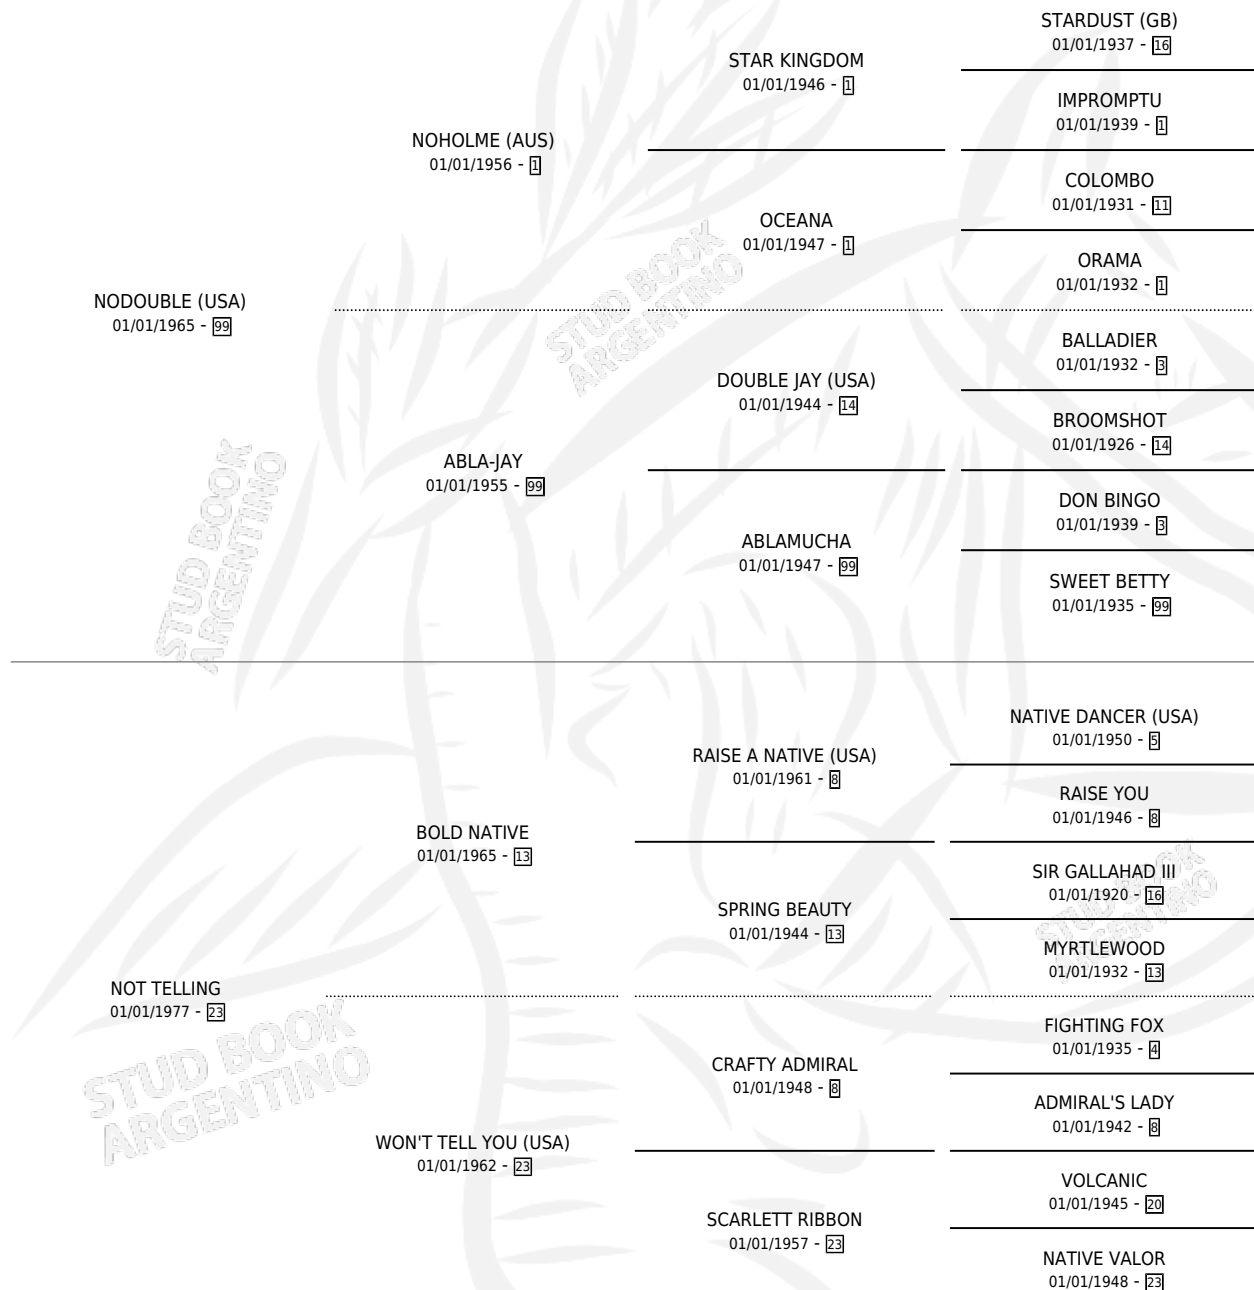 STARDUST (GB)
01/01/1937 - 16
STAR KINGDOM
01/01/1946 - 1
IMPROMPTU
01/01/1939 - 1
NOHOLME (AUS)
01/01/1956 - 1
COLOMBO
01/01/1931 - 11
OCEANA
01/01/1947 - 1
ORAMA
01/01/1932 - 1
NODOUBLE (USA)
01/01/1965 - 99
BALLADIER
01/01/1932 - 3
DOUBLE JAY (USA)
01/01/1944 - 14
BROOMSHOT
01/01/1926 - 14
ABLA-JAY
01/01/1955 - 99
DON BINGO
01/01/1939 - 3
ABLAMUCHA
01/01/1947 - 99
SWEET BETTY
01/01/1935 - 99
STUD BOOK
ARGENTINO
STUD BOOK
ARGENTINO
NATIVE DANCER (USA)
01/01/1950 - 5
RAISE A NATIVE (USA)
01/01/1961 - 8
RAISE YOU
01/01/1946 - 8
BOLD NATIVE
01/01/1965 - 13
SIR GALLAHAD III
01/01/1920 - 16
SPRING BEAUTY
01/01/1944 - 13
MYRTLEWOOD
01/01/1932 - 13
NOT TELLING
01/01/1977 - 23
FIGHTING FOX
01/01/1935 - 4
CRAFTY ADMIRAL
01/01/1948 - 8
ADMIRAL'S LADY
01/01/1942 - 8
WON'T TELL YOU (USA)
01/01/1962 - 23
VOLCANIC
01/01/1945 - 20
SCARLETT RIBBON
01/01/1957 - 23
NATIVE VALOR
01/01/1948 - 23
STUD BOOK
ARGENTINO
STUD BOOK
ARGENTINO